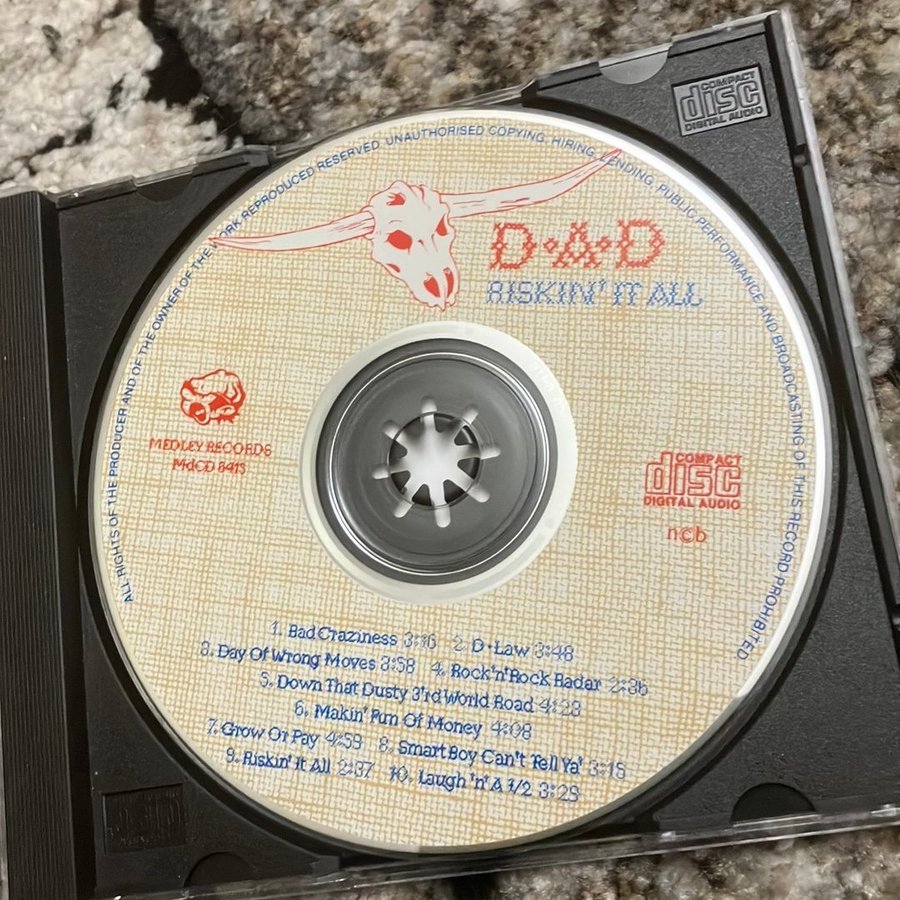 COMPACT
disc
DIGITAL AUDIO
ALL RIGHTS OF THE PRODUCER AND OF THE OWNER OF THE WORK REPRODUCED RESERVED. UNAUTHORISED COPYING, HIRING, LENDING, PUBLIC PERFORMANCE AND BROADCASTING OF THIS RECORD PROHIBITED
D·A·D
RISKIN' IT ALL
MEDLEY RECORDS
MdCD 6413
COMPACT
disc
DIGITAL AUDIO
n©b
1. Bad Craziness 3:16 2. D·Law 3:48
3. Day Of Wrong Moves 3:58 4. Rock'n'Rock Radar 2:36
5. Down That Dusty 3'rd World Road 4:23
6. Makin' Fun Of Money 4:08
7. Grow Or Pay 4:59 8. Smart Boy Can't Tell Ya' 3:15
9. Riskin' It All 2:37 10. Laugh 'n' A 1/2 3:29